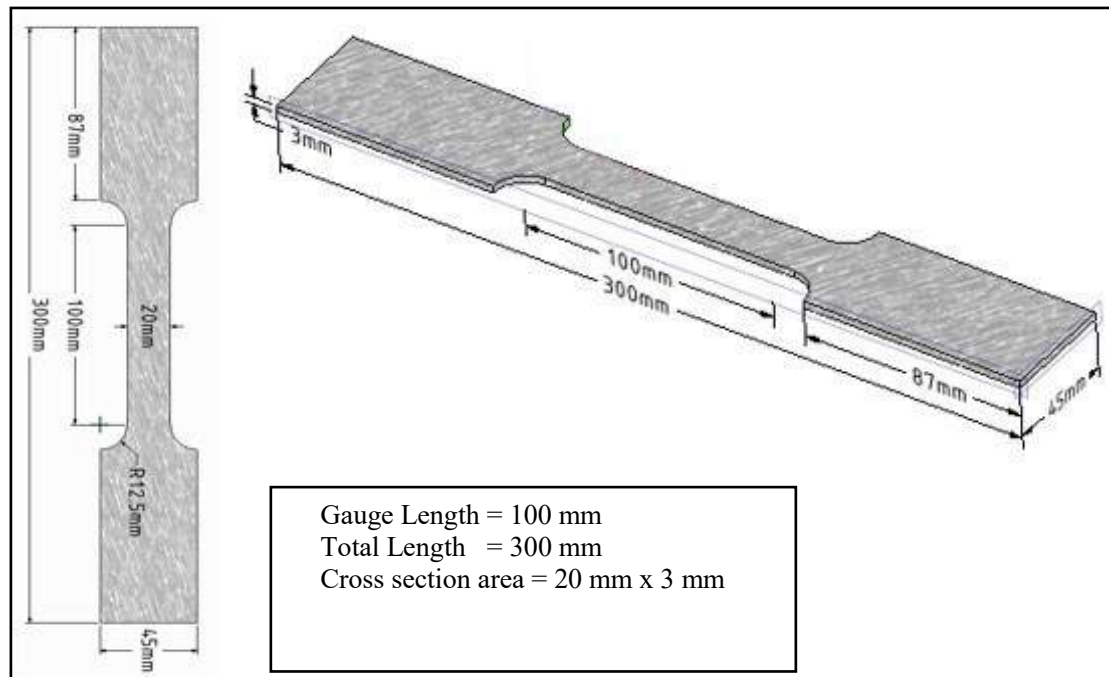 87mm
300mm
100mm
20mm
R12.5mm
45mm
3mm
100mm
300mm
87mm
45mm
Gauge Length = 100 mm
Total Length = 300 mm
Cross section area = 20 mm x 3 mm